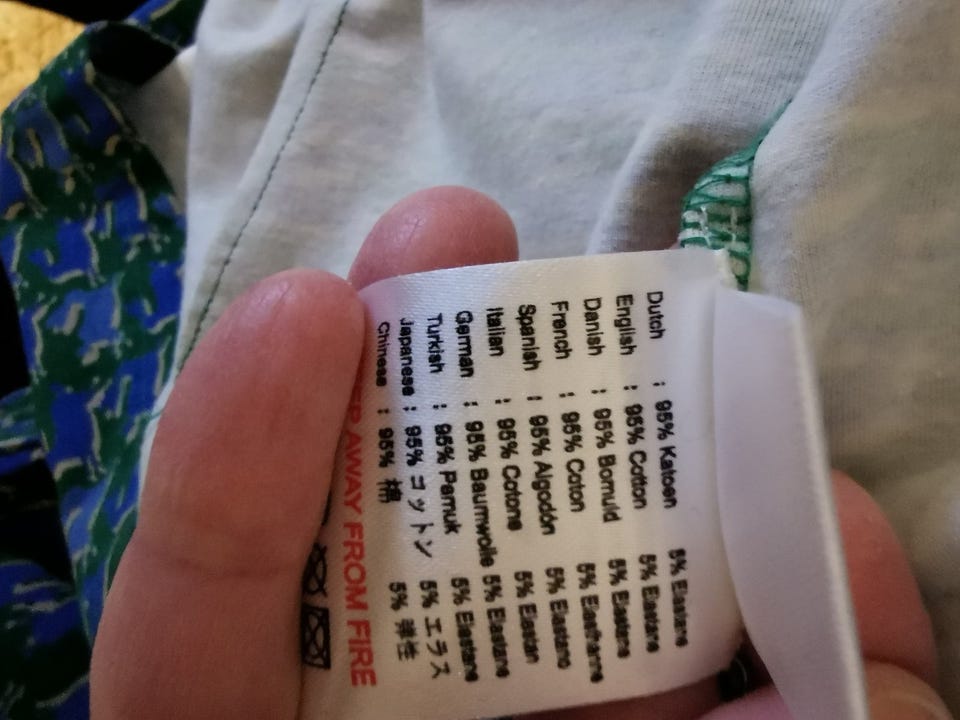 Dutch : 95% Katoen 5% Elastane
English : 95% Cotton 5% Elastane
Danish : 95% Bomuld 5% Elastane
French : 95% Coton 5% Elasthanne
Spanish : 95% Algodón 5% Elastano
Italian : 95% Cotone 5% Elastan
German : 95% Baumwolle 5% Elastane
Turkish : 95% Pamuk 5% Elastane
Japanese : 95% コットン 5% エラス
Chinese : 95% 棉 5% 弹性
AWAY FROM FIRE